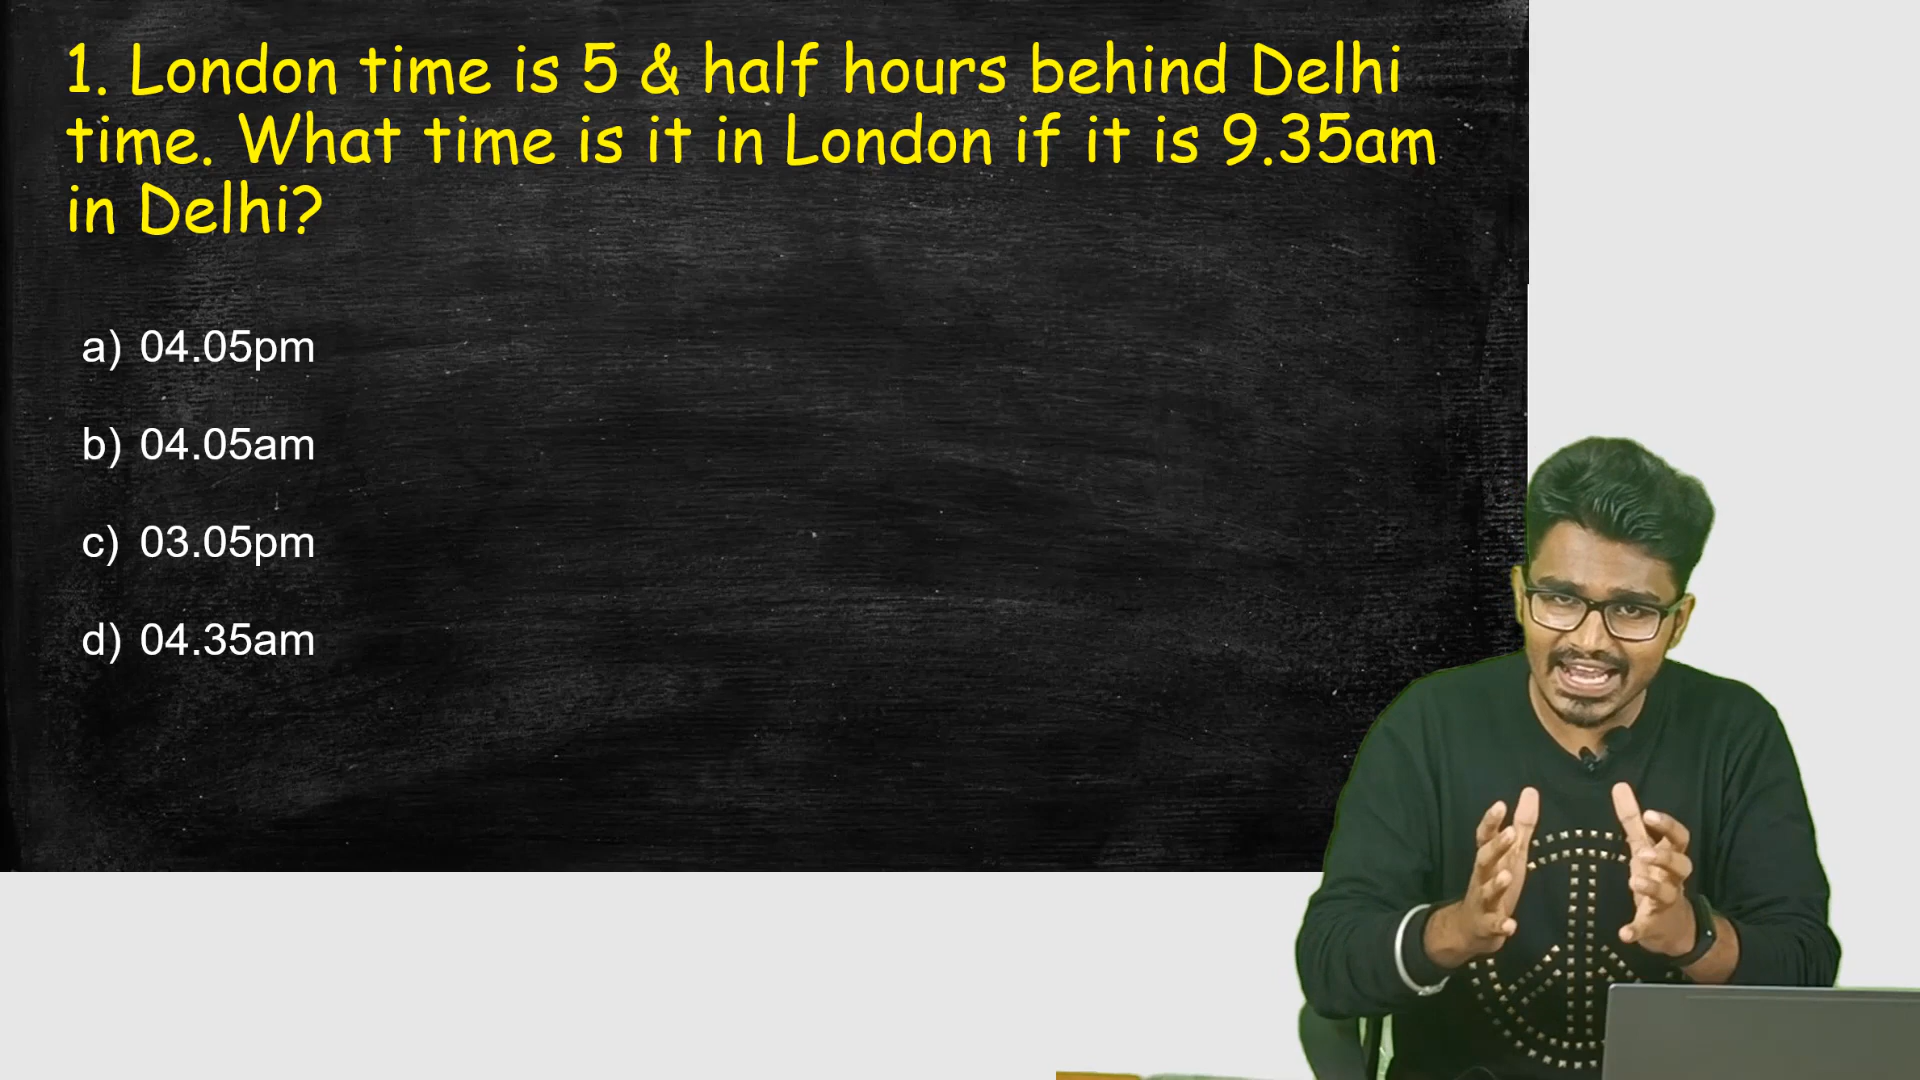 1. London time is 5 & half hours behind Delhi
time. What time is it in London if it is 9.35am
in Delhi?
a) 04.05pm
b) 04.05am
c) 03.05pm
d) 04.35am